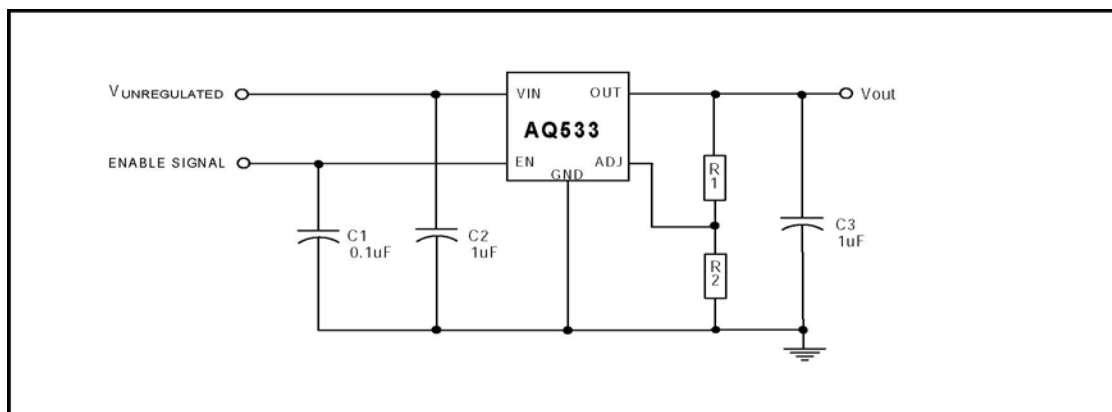 VUNREGULATED
VIN
OUT
Vout
AQ533
ENABLE SIGNAL
EN
ADJ
GND
R1
C1
0.1uF
C2
1uF
C3
1uF
R2